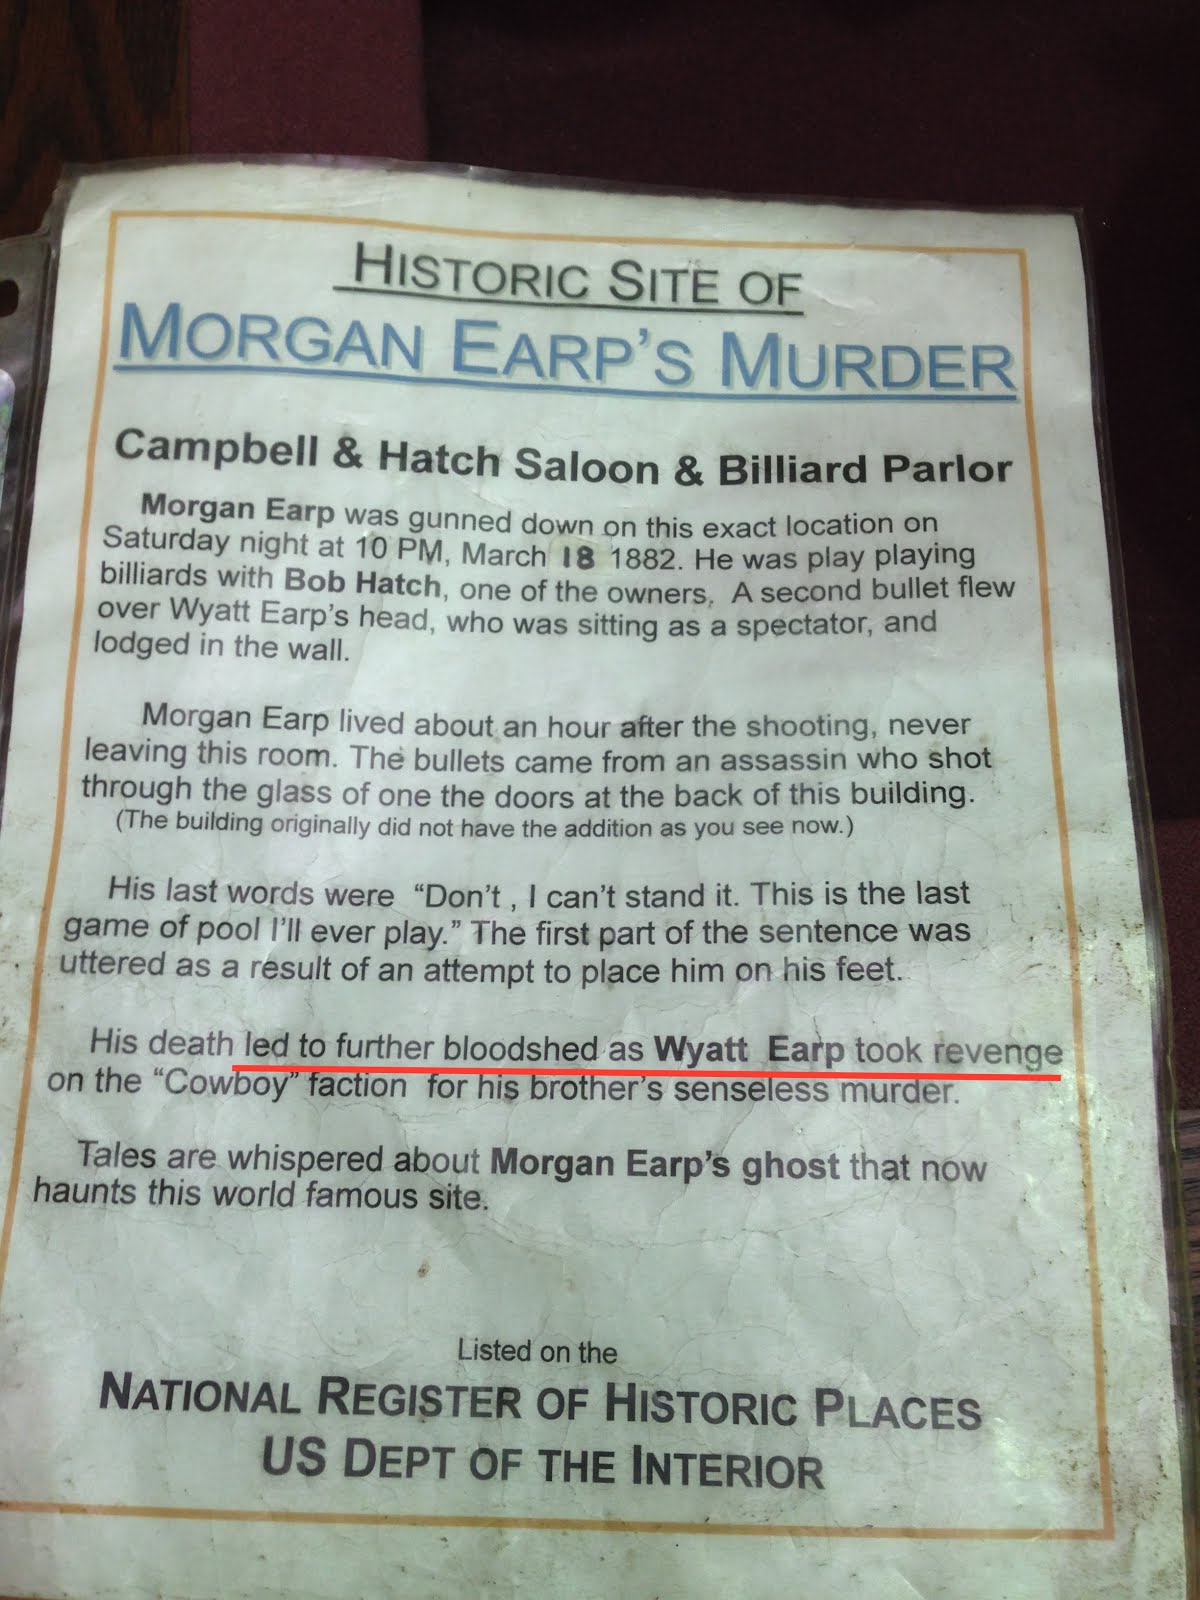 HISTORIC SITE OF
MORGAN EARP'S MURDER
Campbell & Hatch Saloon & Billiard Parlor
Morgan Earp was gunned down on this exact location on
Saturday night at 10 PM, March 18 1882. He was play playing
billiards with Bob Hatch, one of the owners. A second bullet flew
over Wyatt Earp's head, who was sitting as a spectator, and
lodged in the wall.
Morgan Earp lived about an hour after the shooting, never
leaving this room. The bullets came from an assassin who shot
through the glass of one the doors at the back of this building.
(The building originally did not have the addition as you see now.)
His last words were “Don't , I can't stand it. This is the last
game of pool I'll ever play.” The first part of the sentence was
uttered as a result of an attempt to place him on his feet.
His death led to further bloodshed as Wyatt Earp took revenge
on the “Cowboy” faction for his brother's senseless murder.
Tales are whispered about Morgan Earp's ghost that now
haunts this world famous site.
Listed on the
NATIONAL REGISTER OF HISTORIC PLACES
US DEPT OF THE INTERIOR